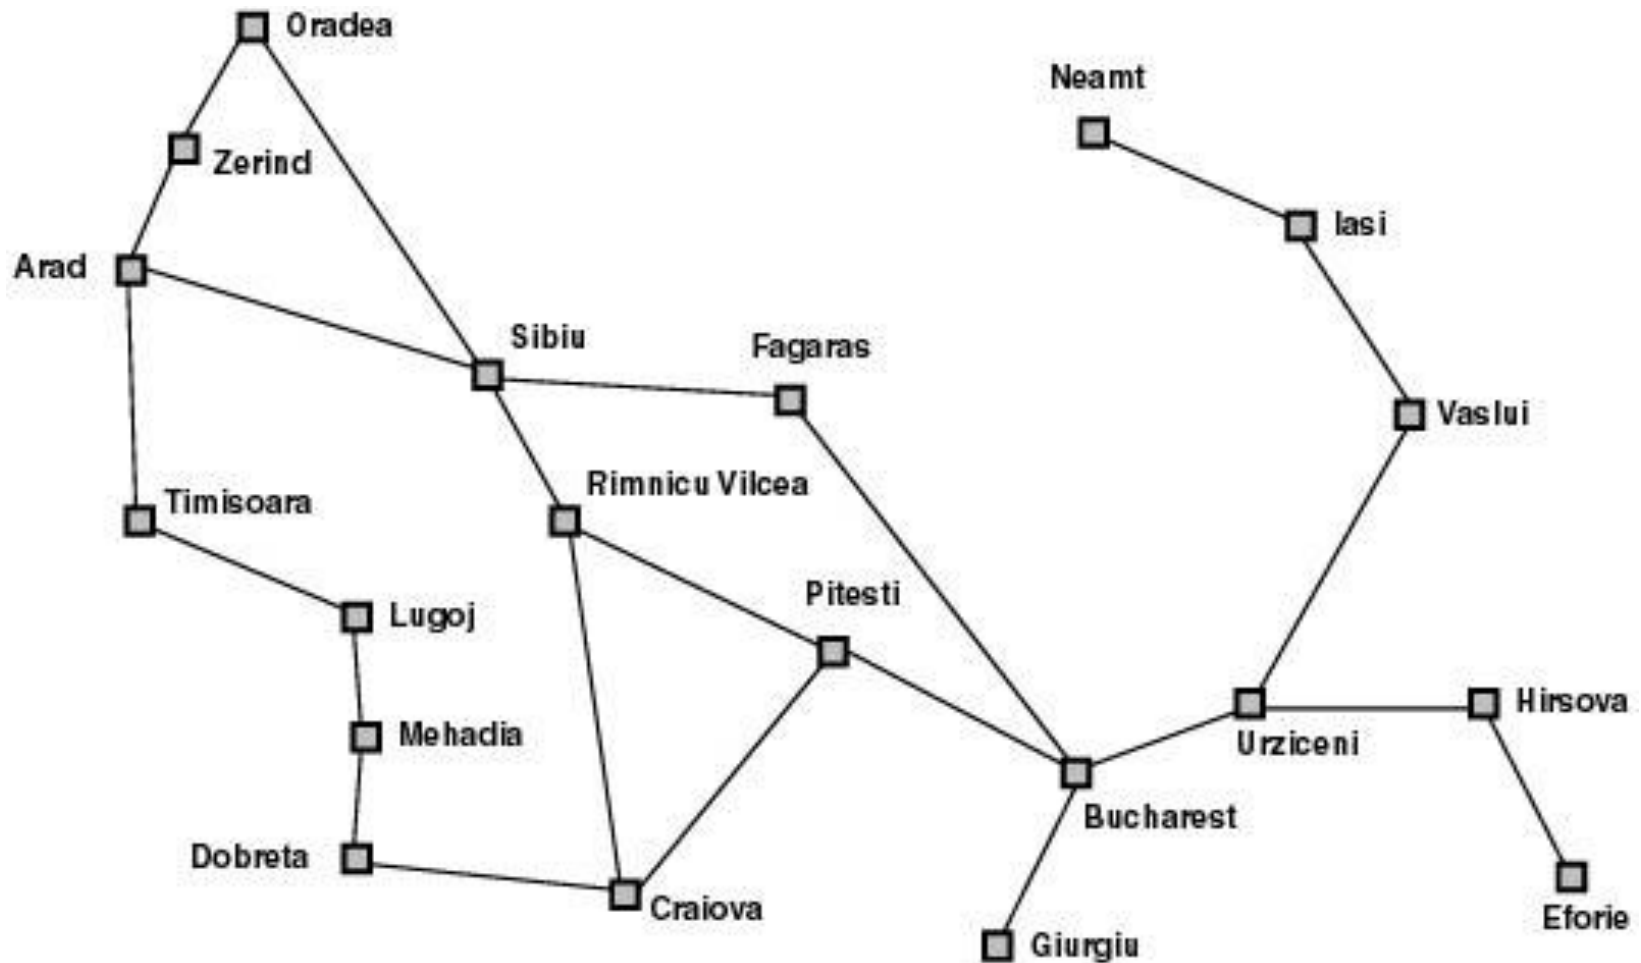 Oradea
Neamt
Zerind
Iasi
Arad
Sibiu
Fagaras
Vaslui
Rimnicu Vilcea
Timisoara
Pitesti
Lugoj
Hirsova
Mehadia
Urziceni
Bucharest
Dobreta
Craiova
Eforie
Giurgiu